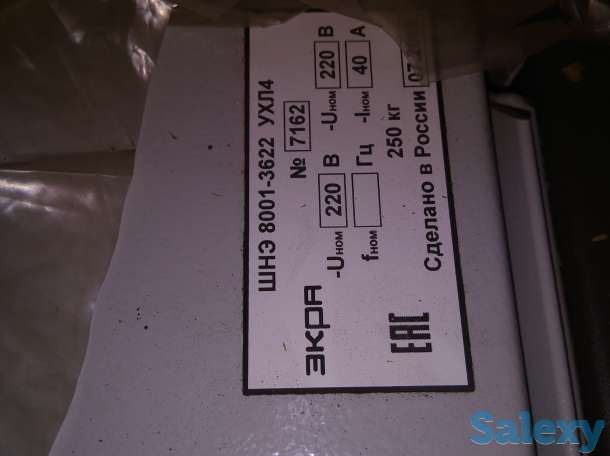 ШНЭ 8001-3622 УХЛ4
ЭКРА
№ 7162
-Uном 220 В
-Uном 220 В
fном Гц
-Iном 40 А
250 кг
EAC
Сделано в России
Salexy